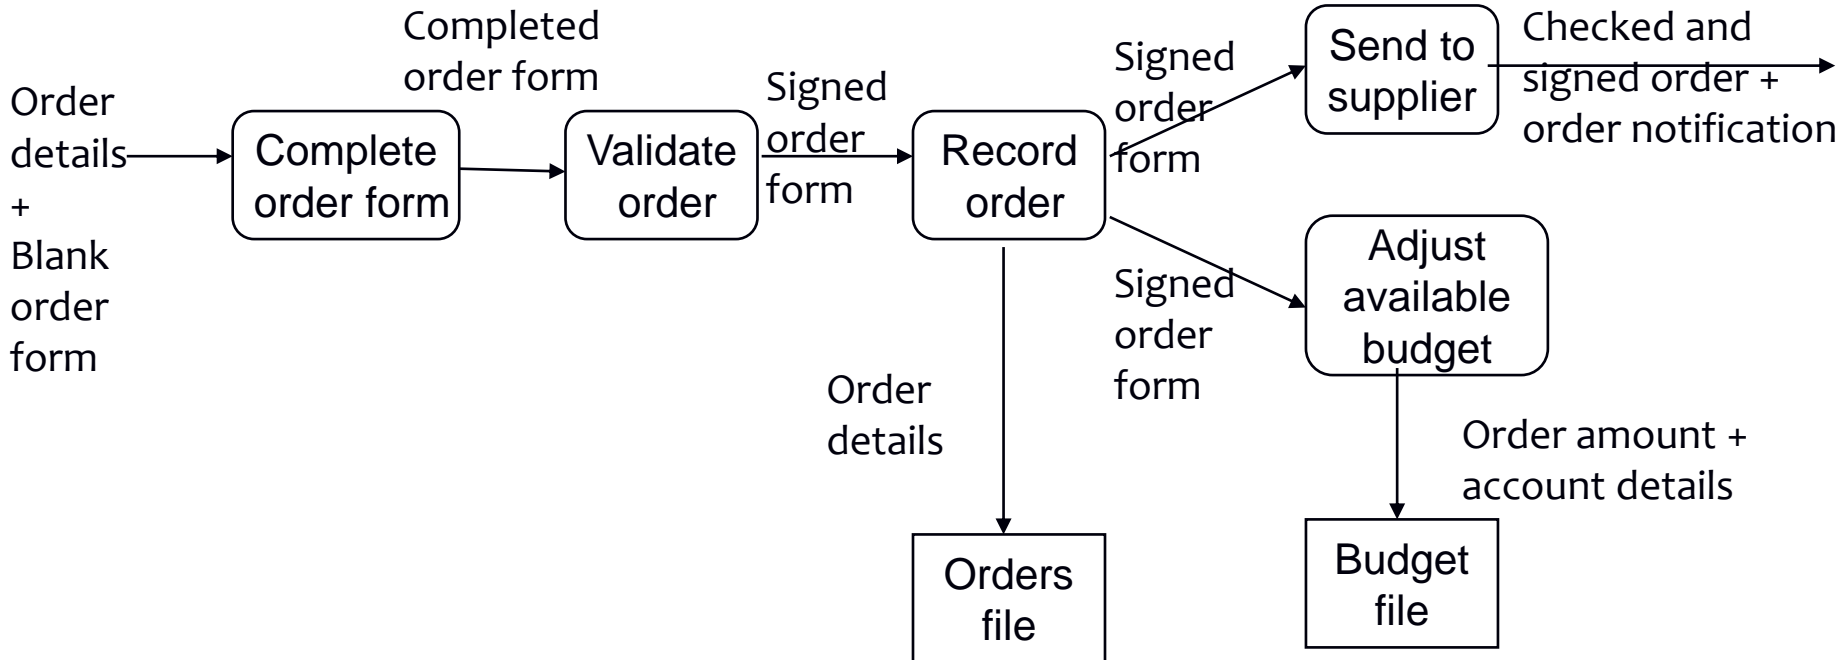 Order
details
+
Blank
order
form
Complete
order form
Completed
order form
Validate
order
Signed
order
form
Record
order
Signed
order
form
Send to
supplier
Checked and
signed order +
order notification
Signed
order
form
Adjust
available
budget
Order
details
Orders
file
Order amount +
account details
Budget
file